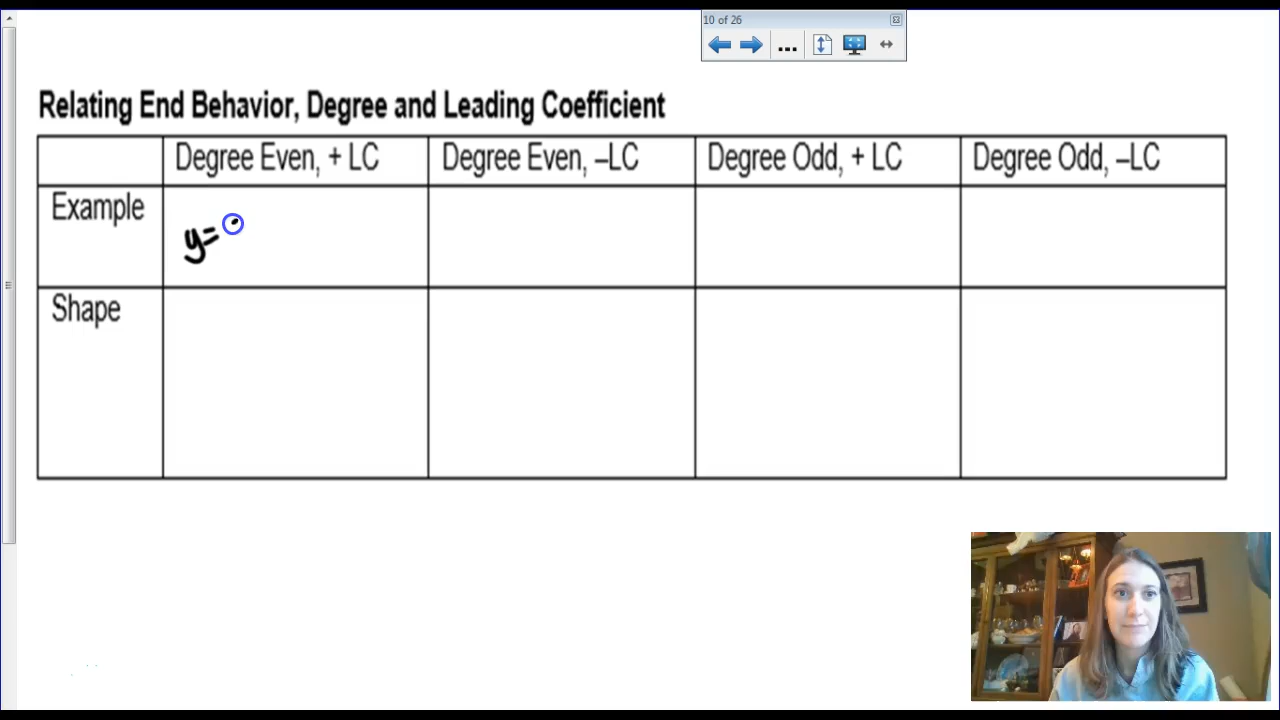 10 of 26
...
Relating End Behavior, Degree and Leading Coefficient
Degree Even, + LC Degree Even, –LC Degree Odd, + LC Degree Odd, –LC
Example y=
Shape